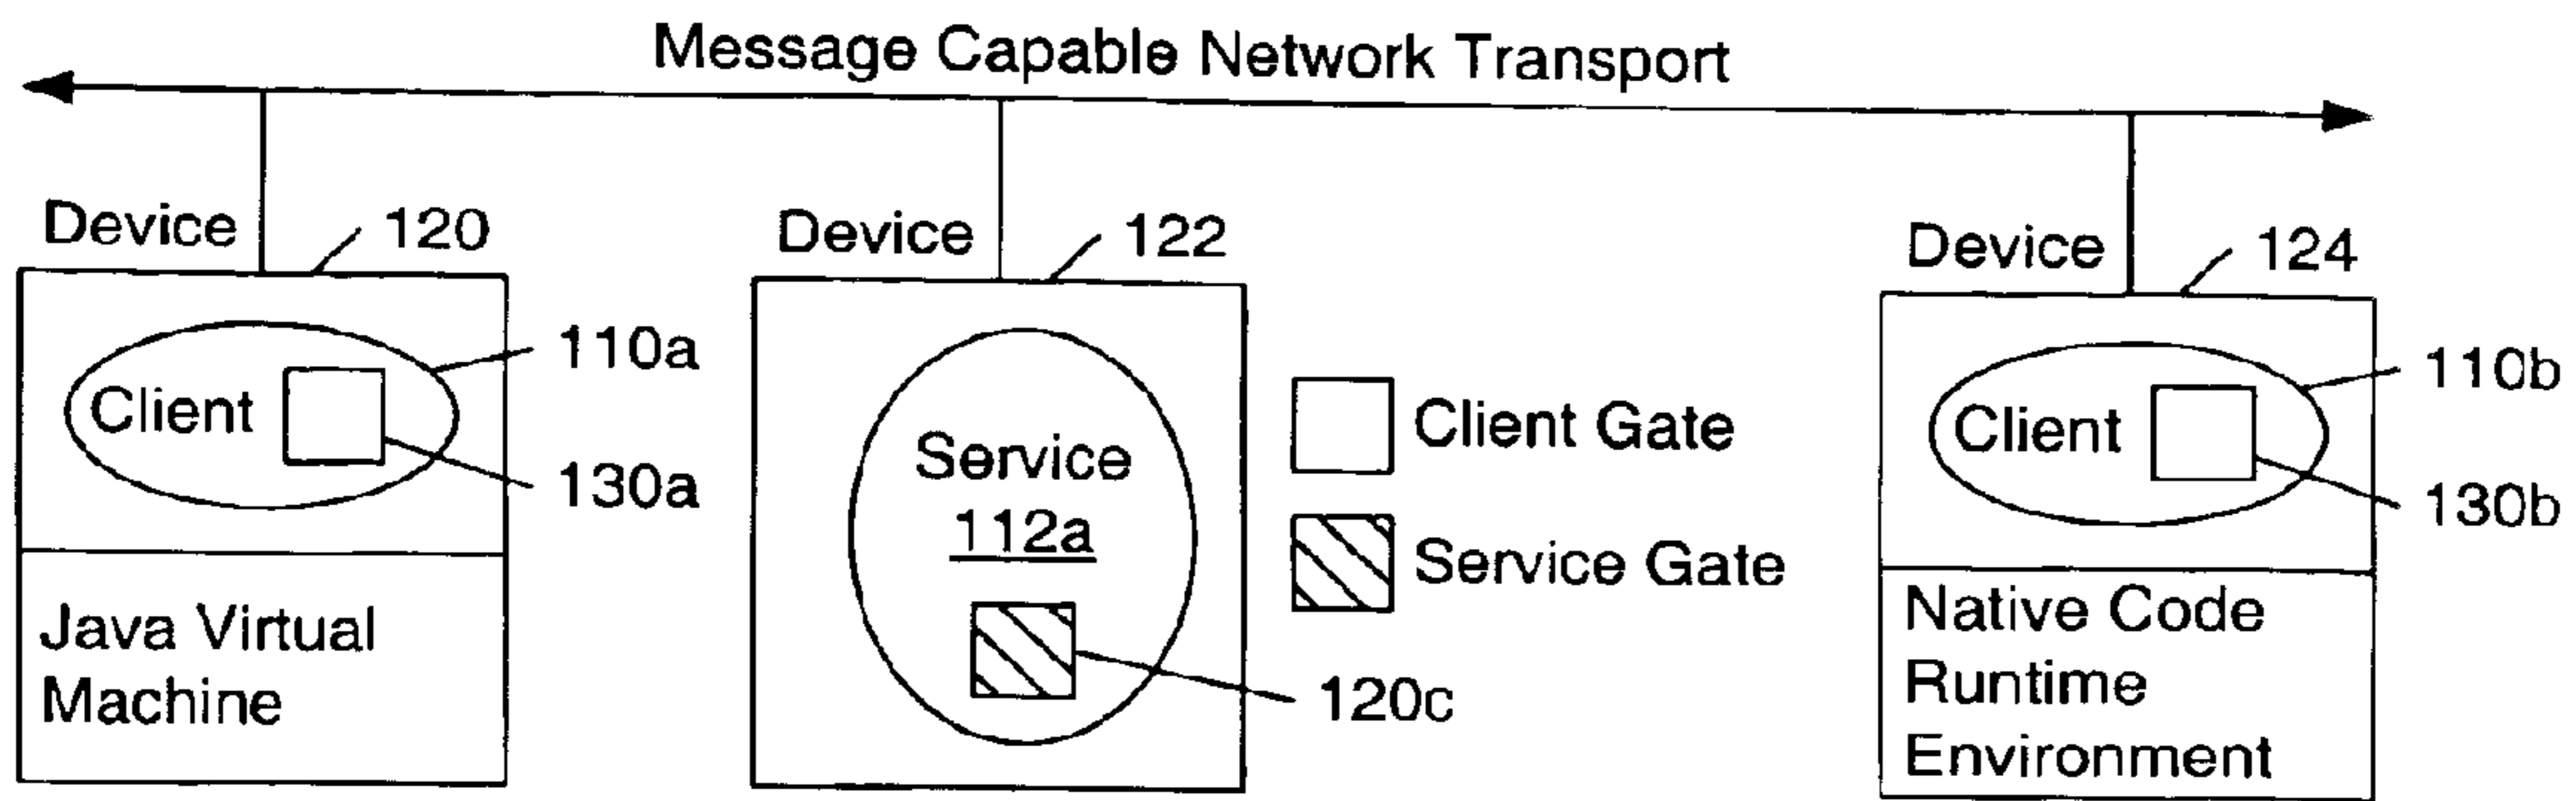 Message Capable Network Transport
Device
120
Device
122
Device
124
110a
Client
130a
Java Virtual
Machine
Service
112a
120c
Client Gate
Service Gate
110b
Client
130b
Native Code
Runtime
Environment